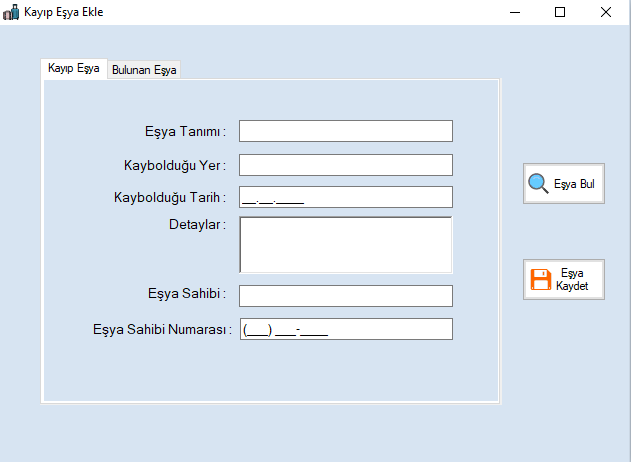 Kayıp Eşya Ekle
Kayıp Eşya
Bulunan Eşya
Eşya Tanımı :
Kaybolduğu Yer :
Kaybolduğu Tarih : __.__.____
Detaylar :
Eşya Sahibi :
Eşya Sahibi Numarası : (___) ___-____
Eşya Bul
Eşya
Kaydet